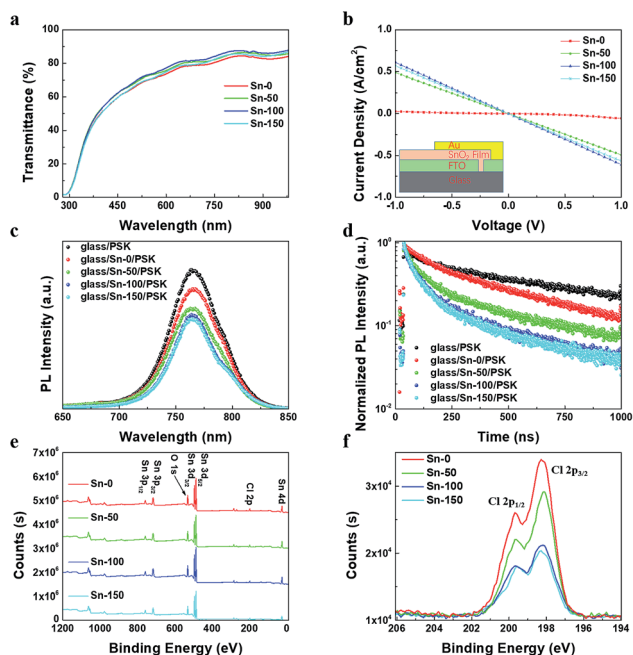 a
Transmittance (%)
100
80
60
40
20
0
Sn-0
Sn-50
Sn-100
Sn-150
300 450 600 750 900
Wavelength (nm)
b
Current Density (A/cm²)
1.0
0.5
0.0
-0.5
-1.0
Sn-0
Sn-50
Sn-100
Sn-150
Au
SnO₂ Film
FTO
-1.0 -0.5 0.0 0.5 1.0
Voltage (V)
c
PL Intensity (a.u.)
glass/PSK
glass/Sn-0/PSK
glass/Sn-50/PSK
glass/Sn-100/PSK
glass/Sn-150/PSK
650 700 750 800 850
Wavelength (nm)
d
Normalized PL Intensity (a.u.)
10⁰
10⁻¹
10⁻²
glass/PSK
glass/Sn-0/PSK
glass/Sn-50/PSK
glass/Sn-100/PSK
glass/Sn-150/PSK
0 250 500 750 1000
Time (ns)
e
Counts (s)
7x10⁶
6x10⁶
5x10⁶
4x10⁶
3x10⁶
2x10⁶
1x10⁶
0
Sn-0
Sn-50
Sn-100
Sn-150
Sn 3p1/2
Sn 3p3/2
O 1s
Sn 3d3/2
Sn 3d5/2
Cl 2p
Sn 4d
1200 1000 800 600 400 200 0
Binding Energy (eV)
f
Counts (s)
3x10⁴
2x10⁴
1x10⁴
Sn-0
Sn-50
Sn-100
Sn-150
Cl 2p1/2
Cl 2p3/2
206 204 202 200 198 196 194
Binding Energy (eV)